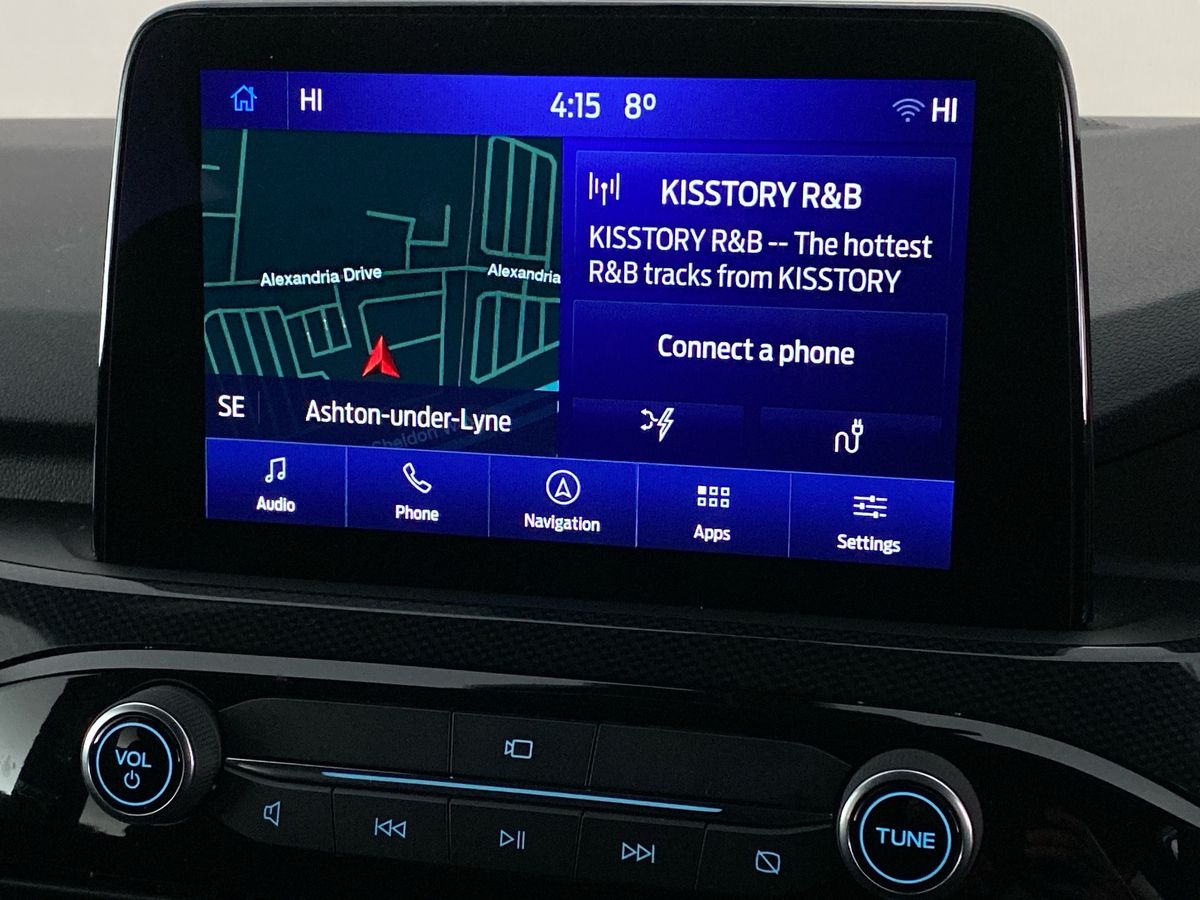 HI
4:15 8°
HI
Alexandria Drive
Alexandria
SE
Ashton-under-Lyne
KISSTORY R&B
KISSTORY R&B -- The hottest
R&B tracks from KISSTORY
Connect a phone
Audio
Phone
Navigation
Apps
Settings
VOL
TUNE